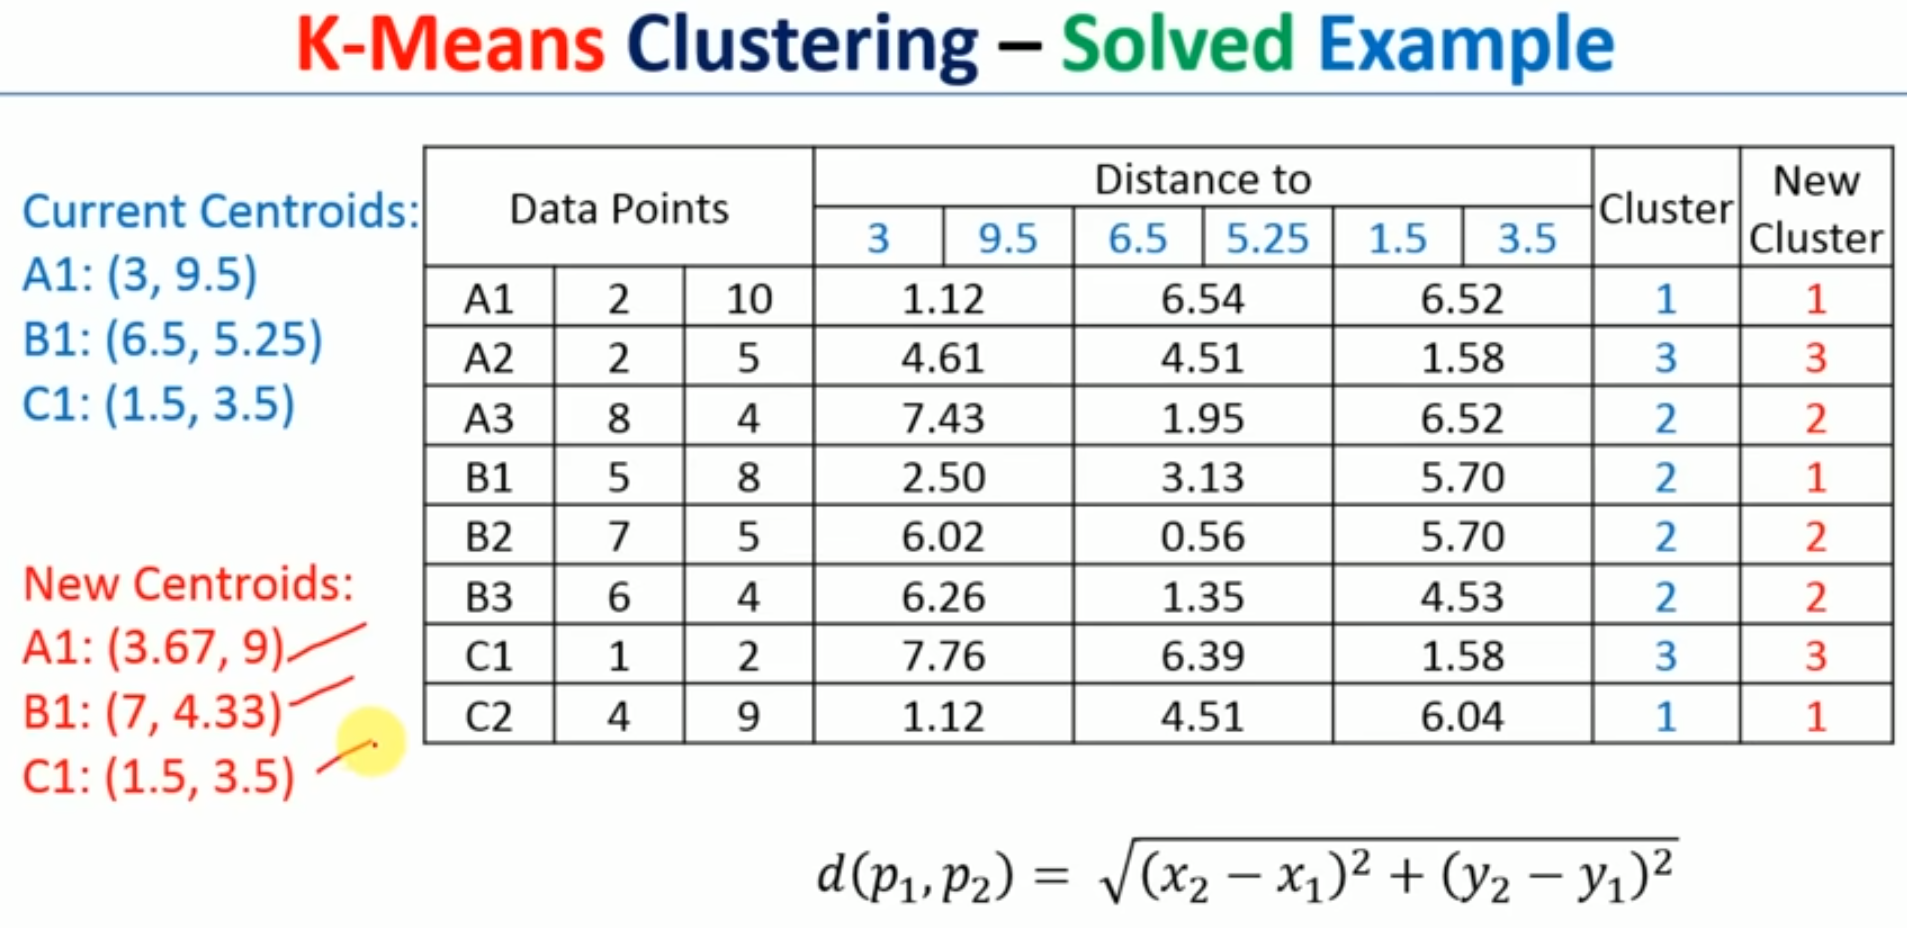 K-Means Clustering – Solved Example
Current Centroids:
A1: (3, 9.5)
B1: (6.5, 5.25)
C1: (1.5, 3.5)
New Centroids:
A1: (3.67, 9)
B1: (7, 4.33)
C1: (1.5, 3.5)
Data Points Distance to Cluster New Cluster
3 9.5 6.5 5.25 1.5 3.5
A1 2 10 1.12 6.54 6.52 1 1
A2 2 5 4.61 4.51 1.58 3 3
A3 8 4 7.43 1.95 6.52 2 2
B1 5 8 2.50 3.13 5.70 2 1
B2 7 5 6.02 0.56 5.70 2 2
B3 6 4 6.26 1.35 4.53 2 2
C1 1 2 7.76 6.39 1.58 3 3
C2 4 9 1.12 4.51 6.04 1 1
d(p₁, p₂) = √(x₂ − x₁)² + (y₂ − y₁)²